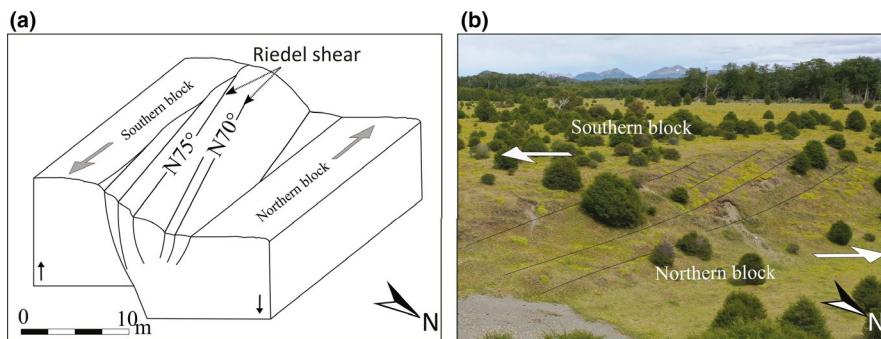 (a)
Riedel shear
Southern block
N75°
N70°
Northern block
0 10
m
N
(b)
Southern block
Northern block
N